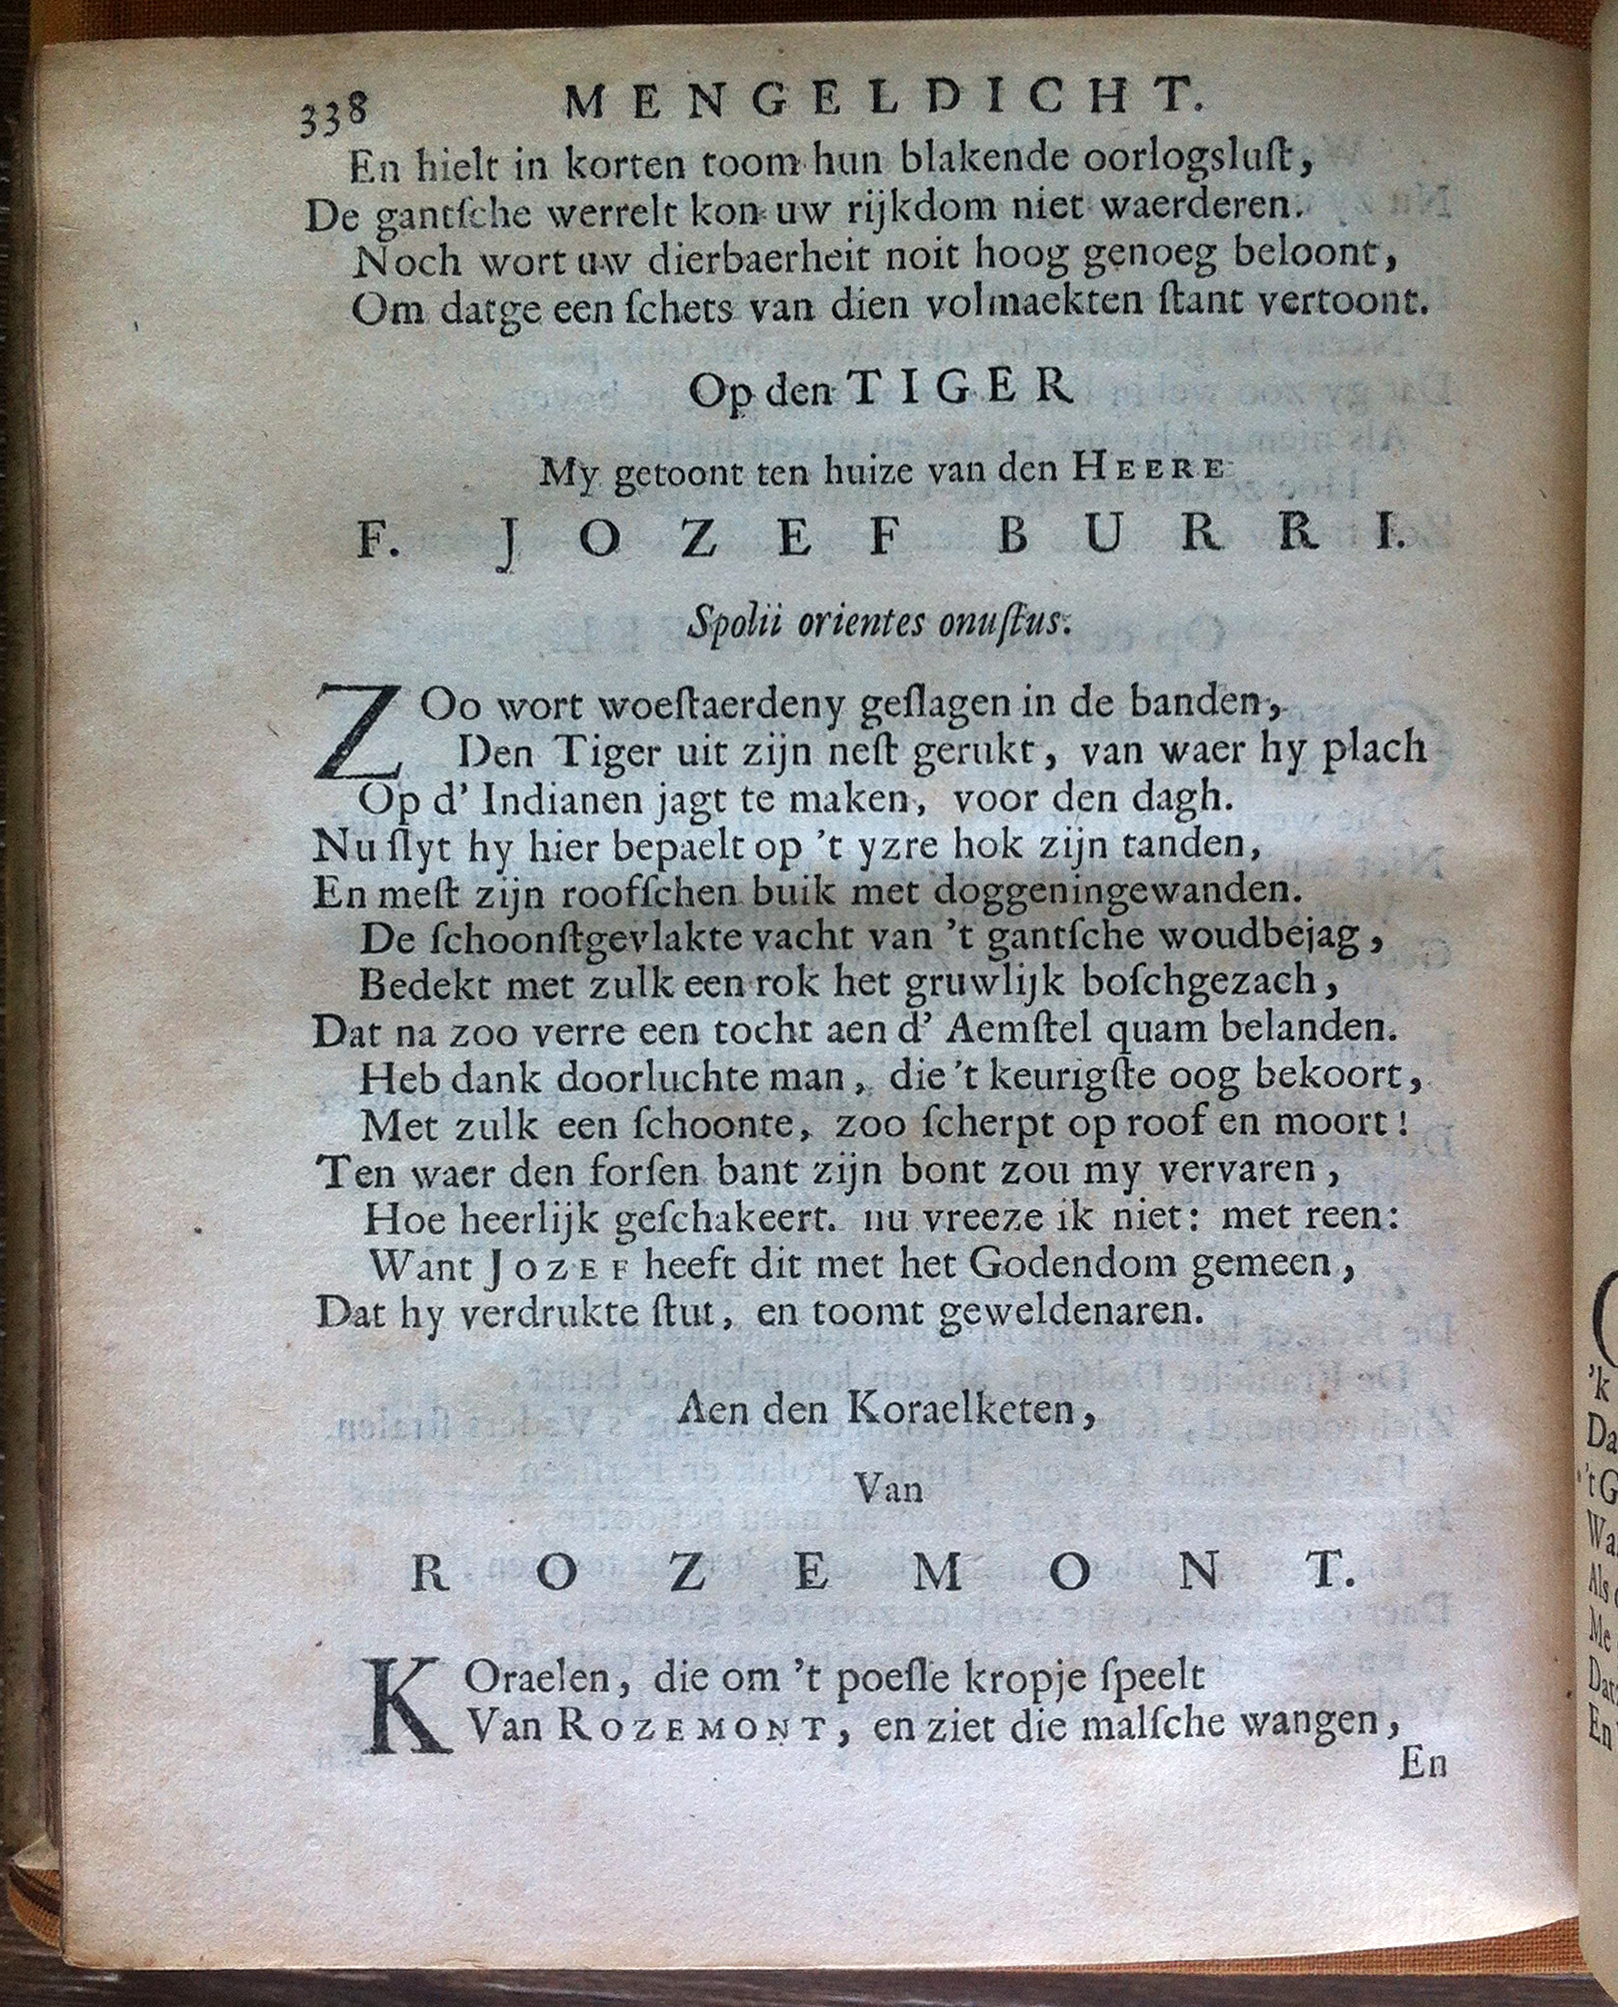 338 MENGELDICHT.
En hielt in korten toom hun blakende oorlogsluſt,
De gantſche werrelt kon uw rijkdom niet waerderen.
Noch wort uw dierbaerheit noit hoog genoeg beloont,
Om datge een ſchets van dien volmaekten ſtant vertoont.
Op den TIGER
My getoont ten huize van den HEERE
F. JOZEF BURRI.
Spolii orientes onuſtus.
ZOo wort woeſtaerdeny geſlagen in de banden,
Den Tiger uit zijn neſt gerukt, van waer hy plach
Op d' Indianen jagt te maken, voor den dagh.
Nu ſlyt hy hier bepaelt op 't yzre hok zijn tanden,
En meſt zijn roofſchen buik met doggeningewanden.
De ſchoonſtgevlakte vacht van 't gantſche woudbejag,
Bedekt met zulk een rok het gruwlijk boſchgezach,
Dat na zoo verre een tocht aen d' Aemſtel quam belanden.
Heb dank doorluchte man, die 't keurigſte oog bekoort,
Met zulk een ſchoonte, zoo ſcherpt op roof en moort!
Ten waer den forſen bant zijn bont zou my vervaren,
Hoe heerlijk geſchakeert. nu vreeze ik niet: met reen:
Want JOZEF heeft dit met het Godendom gemeen,
Dat hy verdrukte ſtut, en toomt geweldenaren.
Aen den Koraelketen,
Van
ROZEMONT.
KOraelen, die om 't poeſle kropje ſpeelt
Van ROZEMONT, en ziet die malſche wangen,
En
'k
Da
't G
Wa
Als
Me
Dat
En